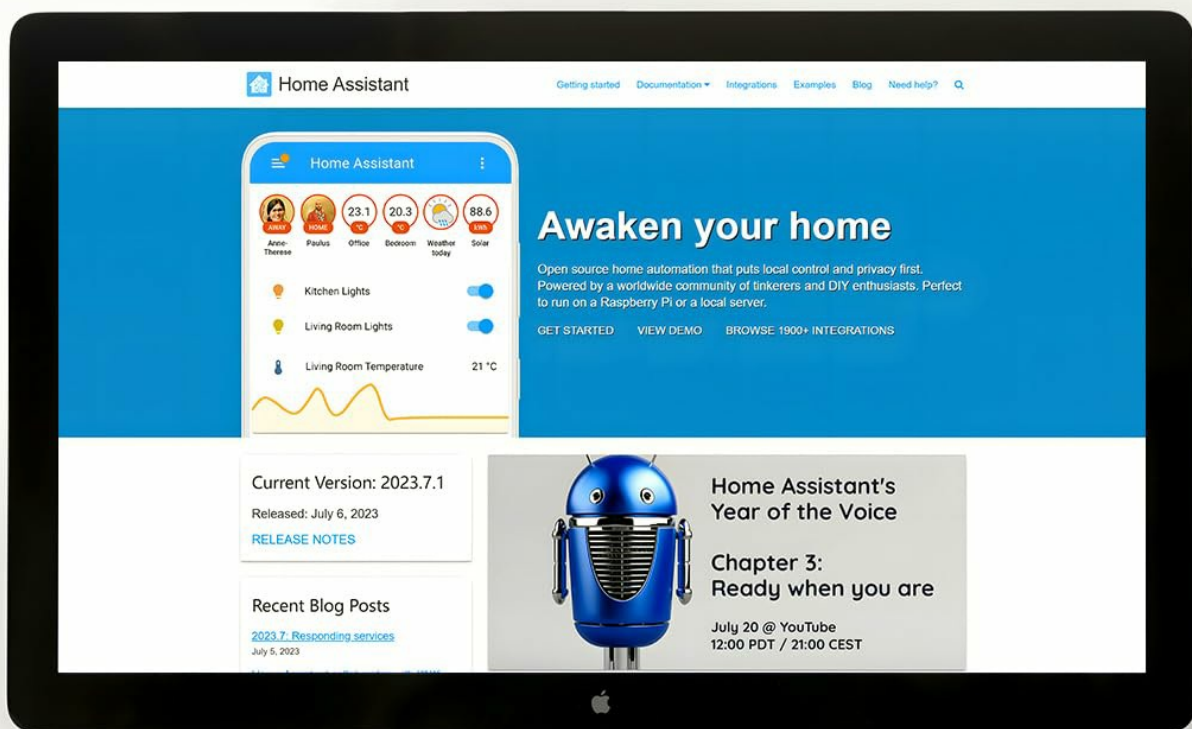 Home Assistant
Getting started Documentation Integrations Examples Blog Need help?
Home Assistant
23.1 20.3 88.6
AWAY HOME °C °C kWh
Anne-Therese Paulus Office Bedroom Weather today Solar
Kitchen Lights
Living Room Lights
Living Room Temperature 21 °C
Awaken your home
Open source home automation that puts local control and privacy first.
Powered by a worldwide community of tinkerers and DIY enthusiasts. Perfect
to run on a Raspberry Pi or a local server.
GET STARTED VIEW DEMO BROWSE 1900+ INTEGRATIONS
Current Version: 2023.7.1
Released: July 6, 2023
RELEASE NOTES
Recent Blog Posts
2023.7: Responding services
July 5, 2023
Home Assistant's
Year of the Voice
Chapter 3:
Ready when you are
July 20 @ YouTube
12:00 PDT / 21:00 CEST